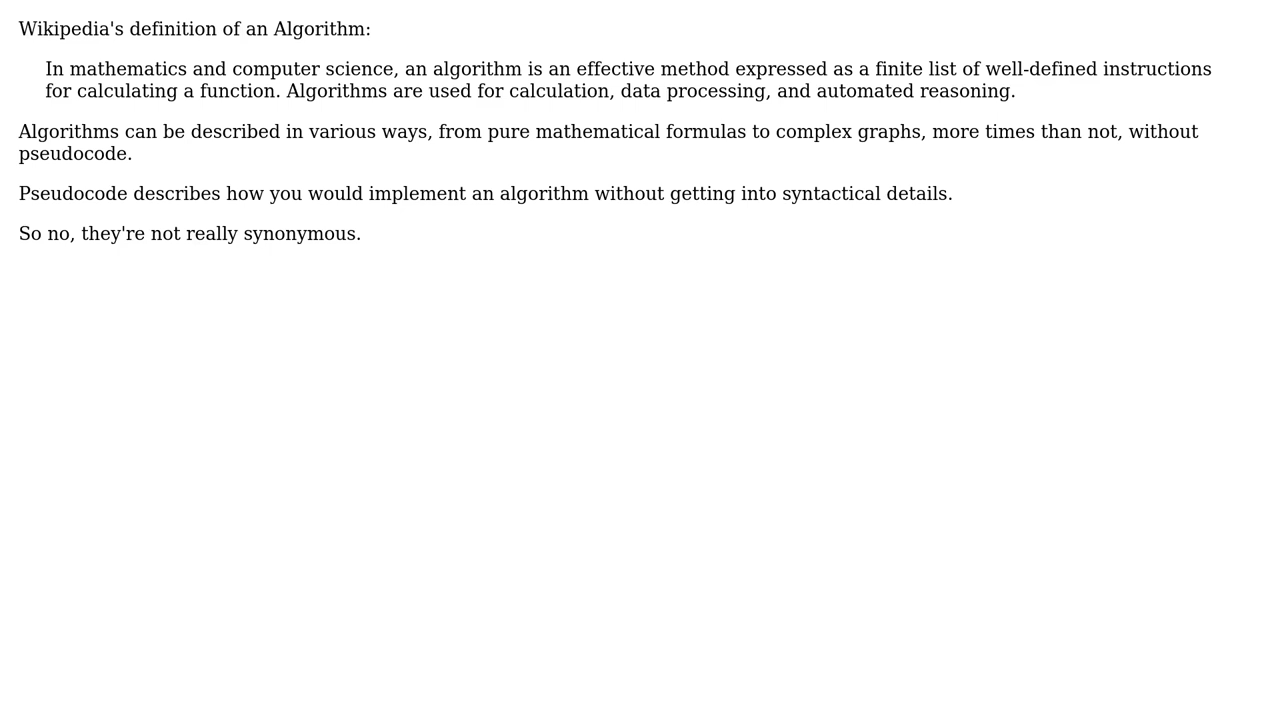 Wikipedia's definition of an Algorithm:
In mathematics and computer science, an algorithm is an effective method expressed as a finite list of well-defined instructions
for calculating a function. Algorithms are used for calculation, data processing, and automated reasoning.
Algorithms can be described in various ways, from pure mathematical formulas to complex graphs, more times than not, without
pseudocode.
Pseudocode describes how you would implement an algorithm without getting into syntactical details.
So no, they're not really synonymous.